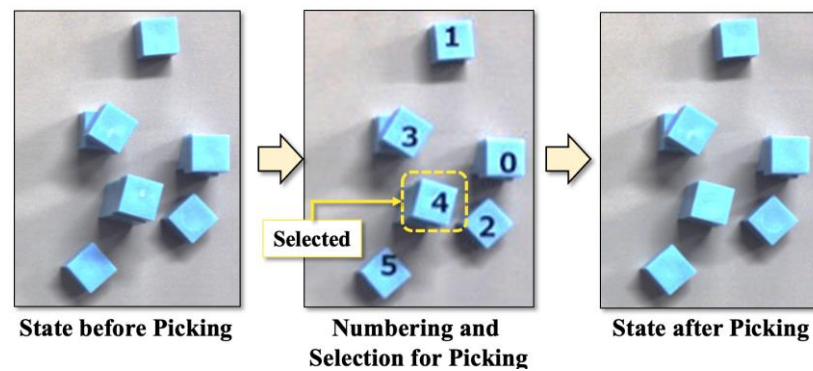 1
3
0
4
2
5
Selected
State before Picking
Numbering and
Selection for Picking
State after Picking